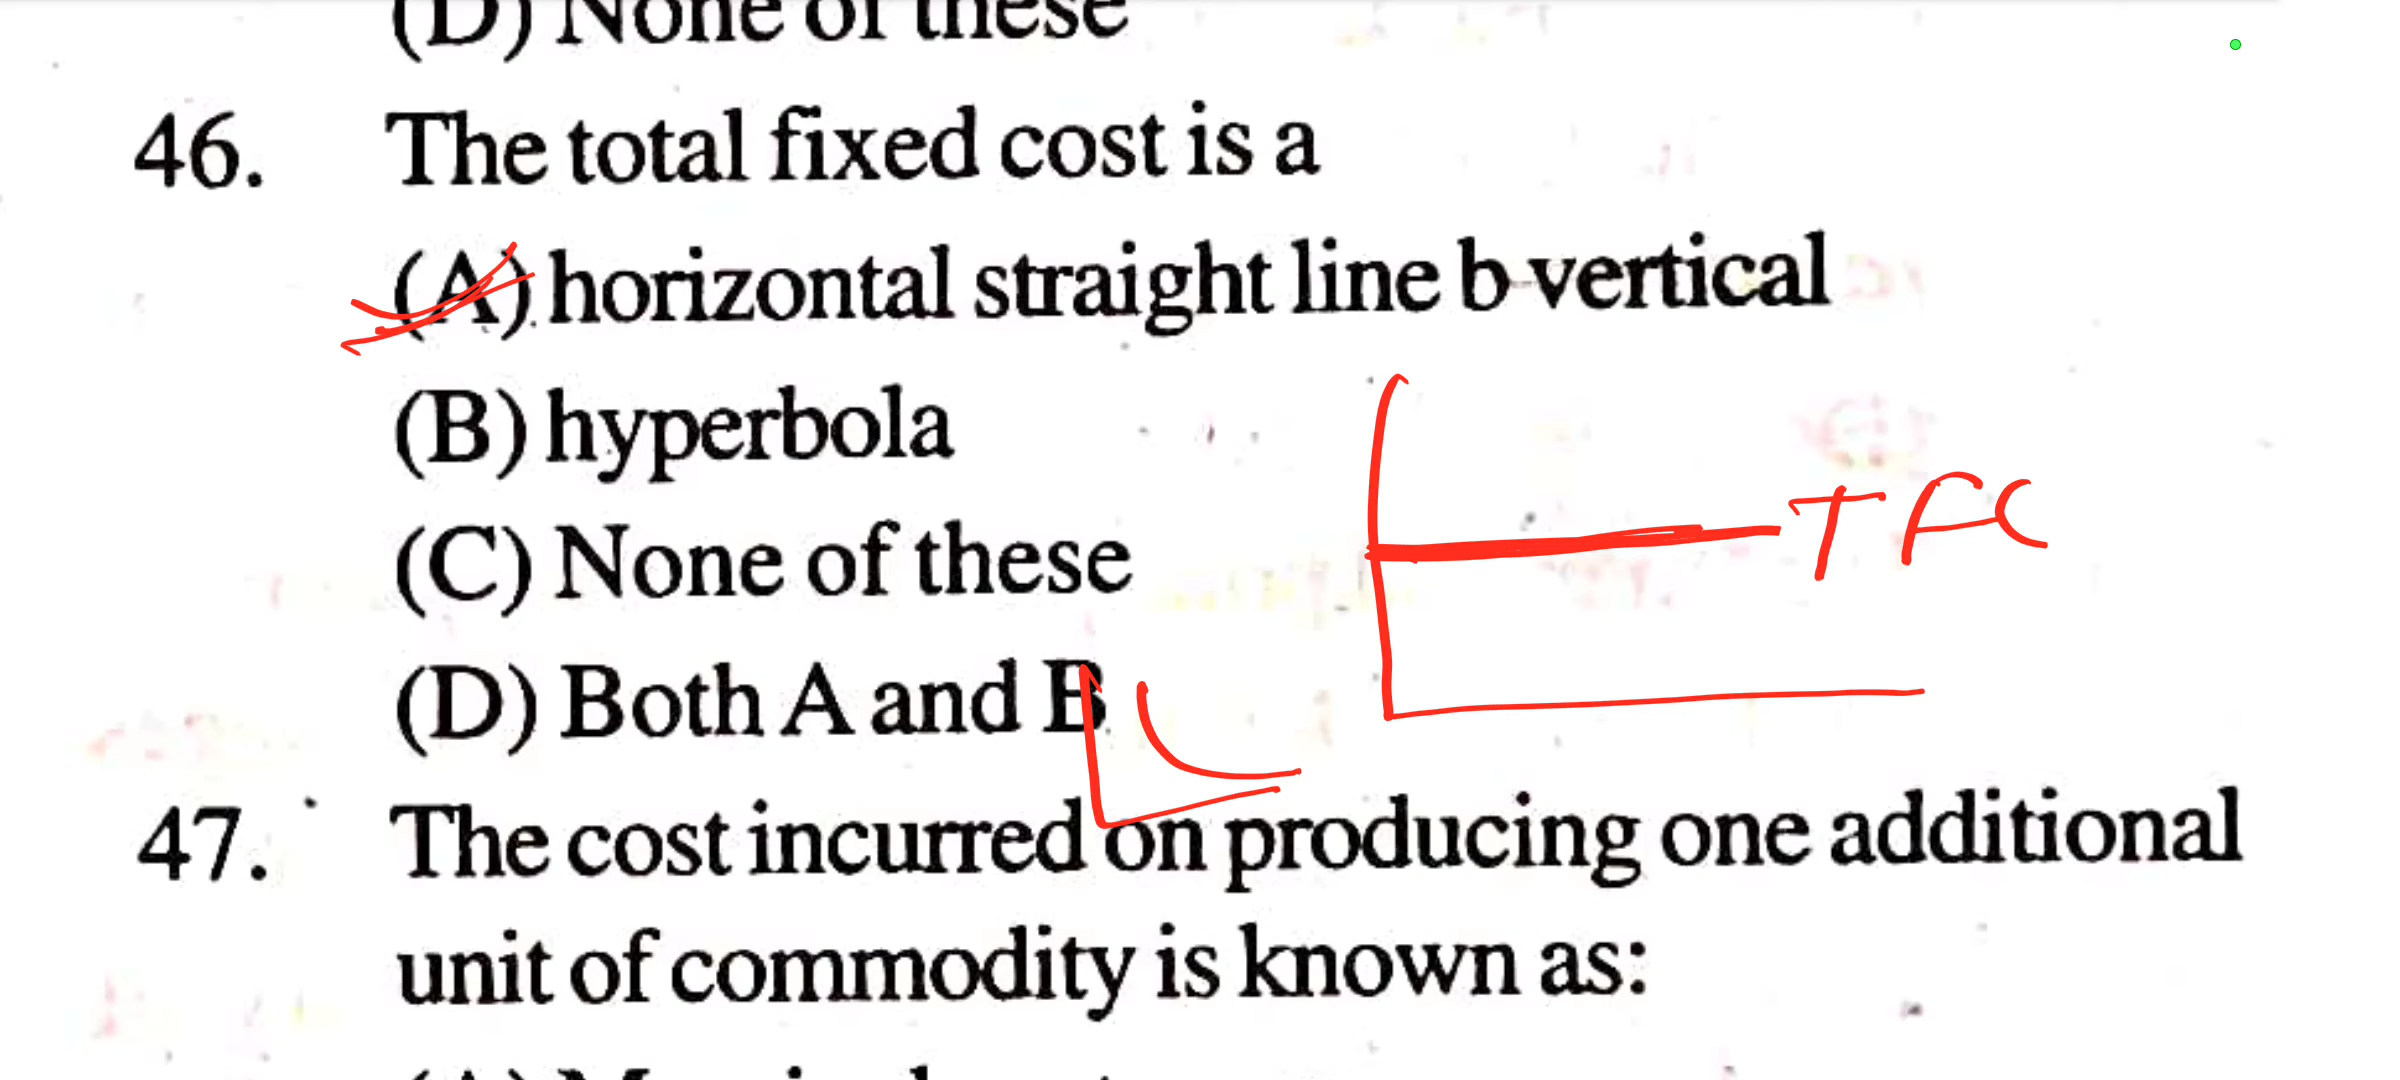 (D) None of these
46. The total fixed cost is a
(A) horizontal straight line b vertical
(B) hyperbola
(C) None of these
TFC
(D) Both A and B
47. The cost incurred on producing one additional
unit of commodity is known as: